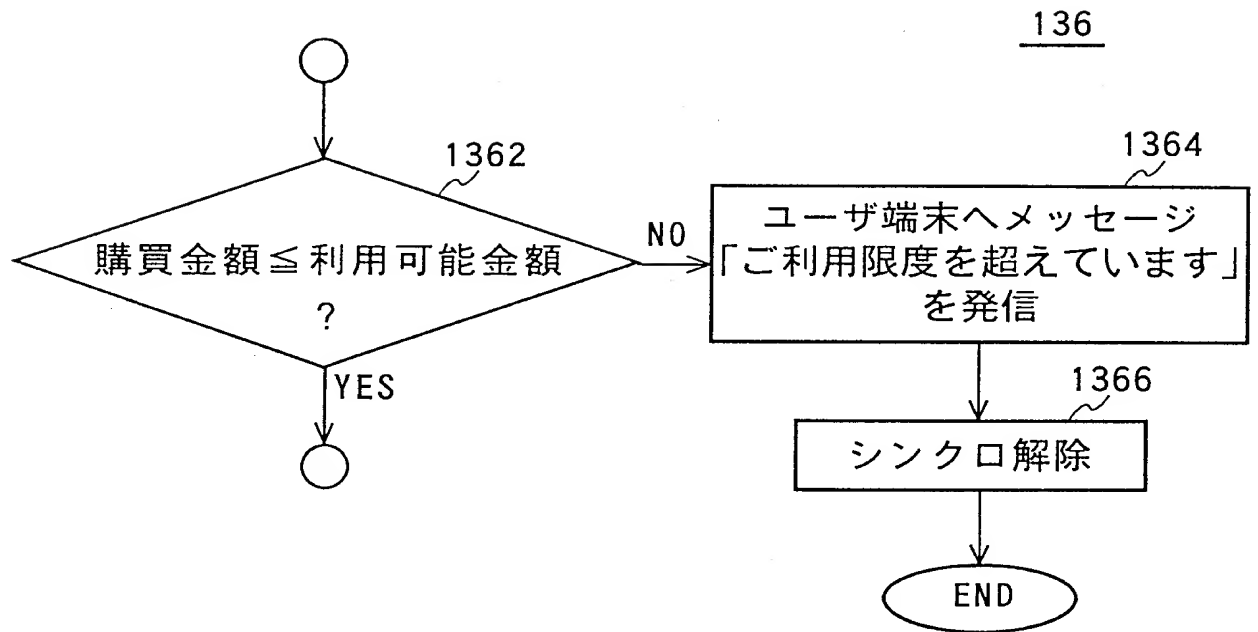 136
1362
購買金額≦利用可能金額
?
NO
YES
1364
ユーザ端末へメッセージ
「ご利用限度を超えています」
を発信
1366
シンクロ解除
END